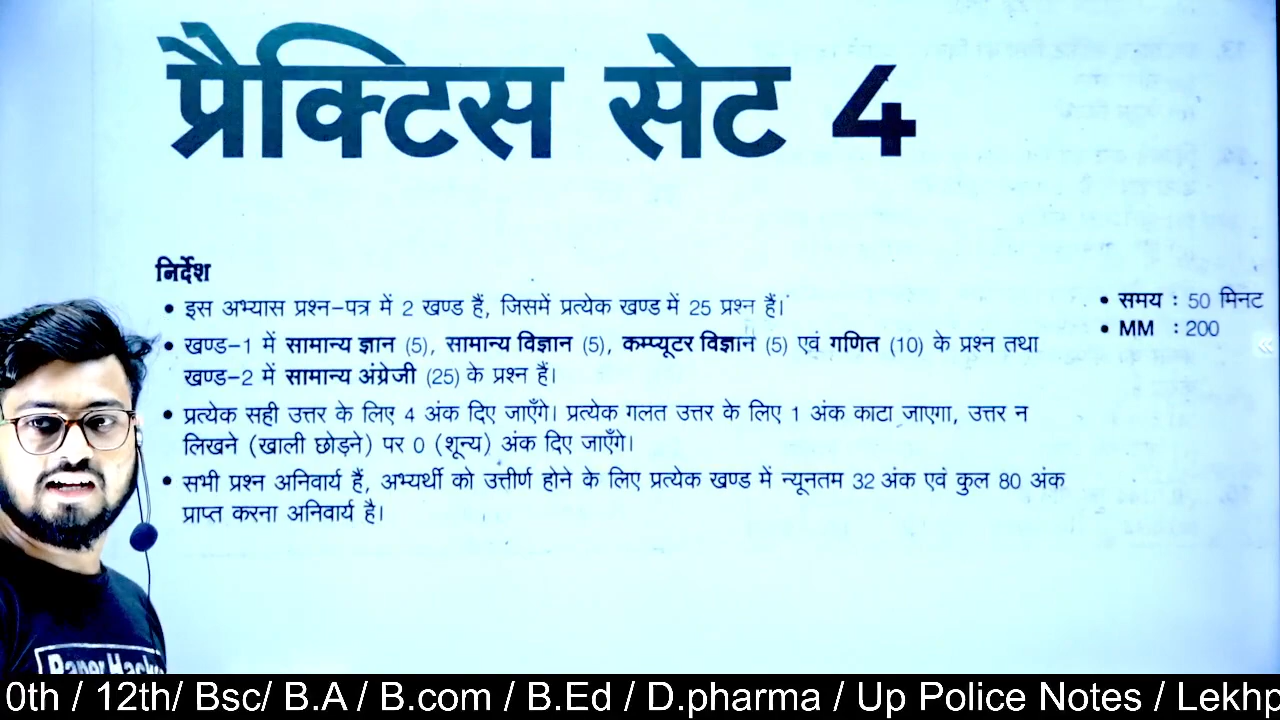 प्रैक्टिस सेट 4
निर्देश
• इस अभ्यास प्रश्न-पत्र में 2 खण्ड हैं, जिसमें प्रत्येक खण्ड में 25 प्रश्न हैं।
• समय : 50 मिनट
• MM : 200
• खण्ड-1 में सामान्य ज्ञान (5), सामान्य विज्ञान (5), कम्प्यूटर विज्ञान (5) एवं गणित (10) के प्रश्न तथा
खण्ड-2 में सामान्य अंग्रेजी (25) के प्रश्न हैं।
• प्रत्येक सही उत्तर के लिए 4 अंक दिए जाएँगे। प्रत्येक गलत उत्तर के लिए 1 अंक काटा जाएगा, उत्तर न
लिखने (खाली छोड़ने) पर 0 (शून्य) अंक दिए जाएँगे।
• सभी प्रश्न अनिवार्य हैं, अभ्यर्थी को उत्तीर्ण होने के लिए प्रत्येक खण्ड में न्यूनतम 32 अंक एवं कुल 80 अंक
प्राप्त करना अनिवार्य है।
Paper Hack
0th / 12th/ Bsc/ B.A / B.com / B.Ed / D.pharma / Up Police Notes / Lekhp